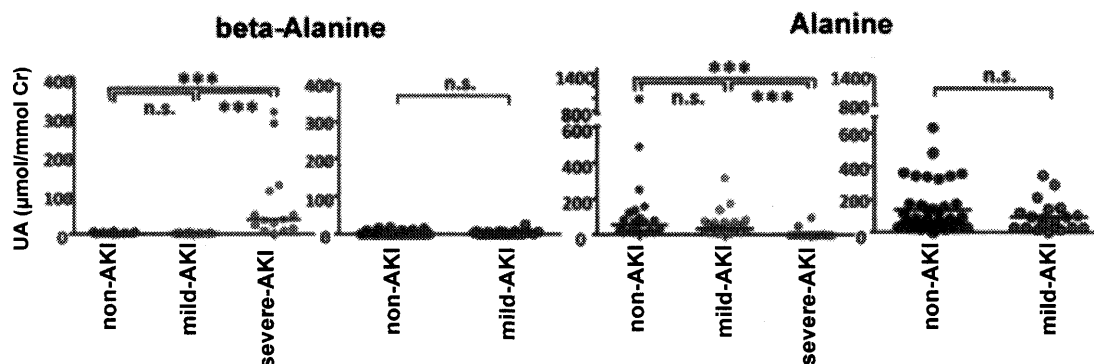 beta-Alanine
Alanine
UA (μmol/mmol Cr)
400
300
200
100
0
***
n.s.
***
non-AKI
mild-AKI
severe-AKI
400
300
200
100
0
n.s.
non-AKI
mild-AKI
1400
800
600
400
200
0
***
n.s.
***
non-AKI
mild-AKI
severe-AKI
1400
800
600
400
200
0
n.s.
non-AKI
mild-AKI